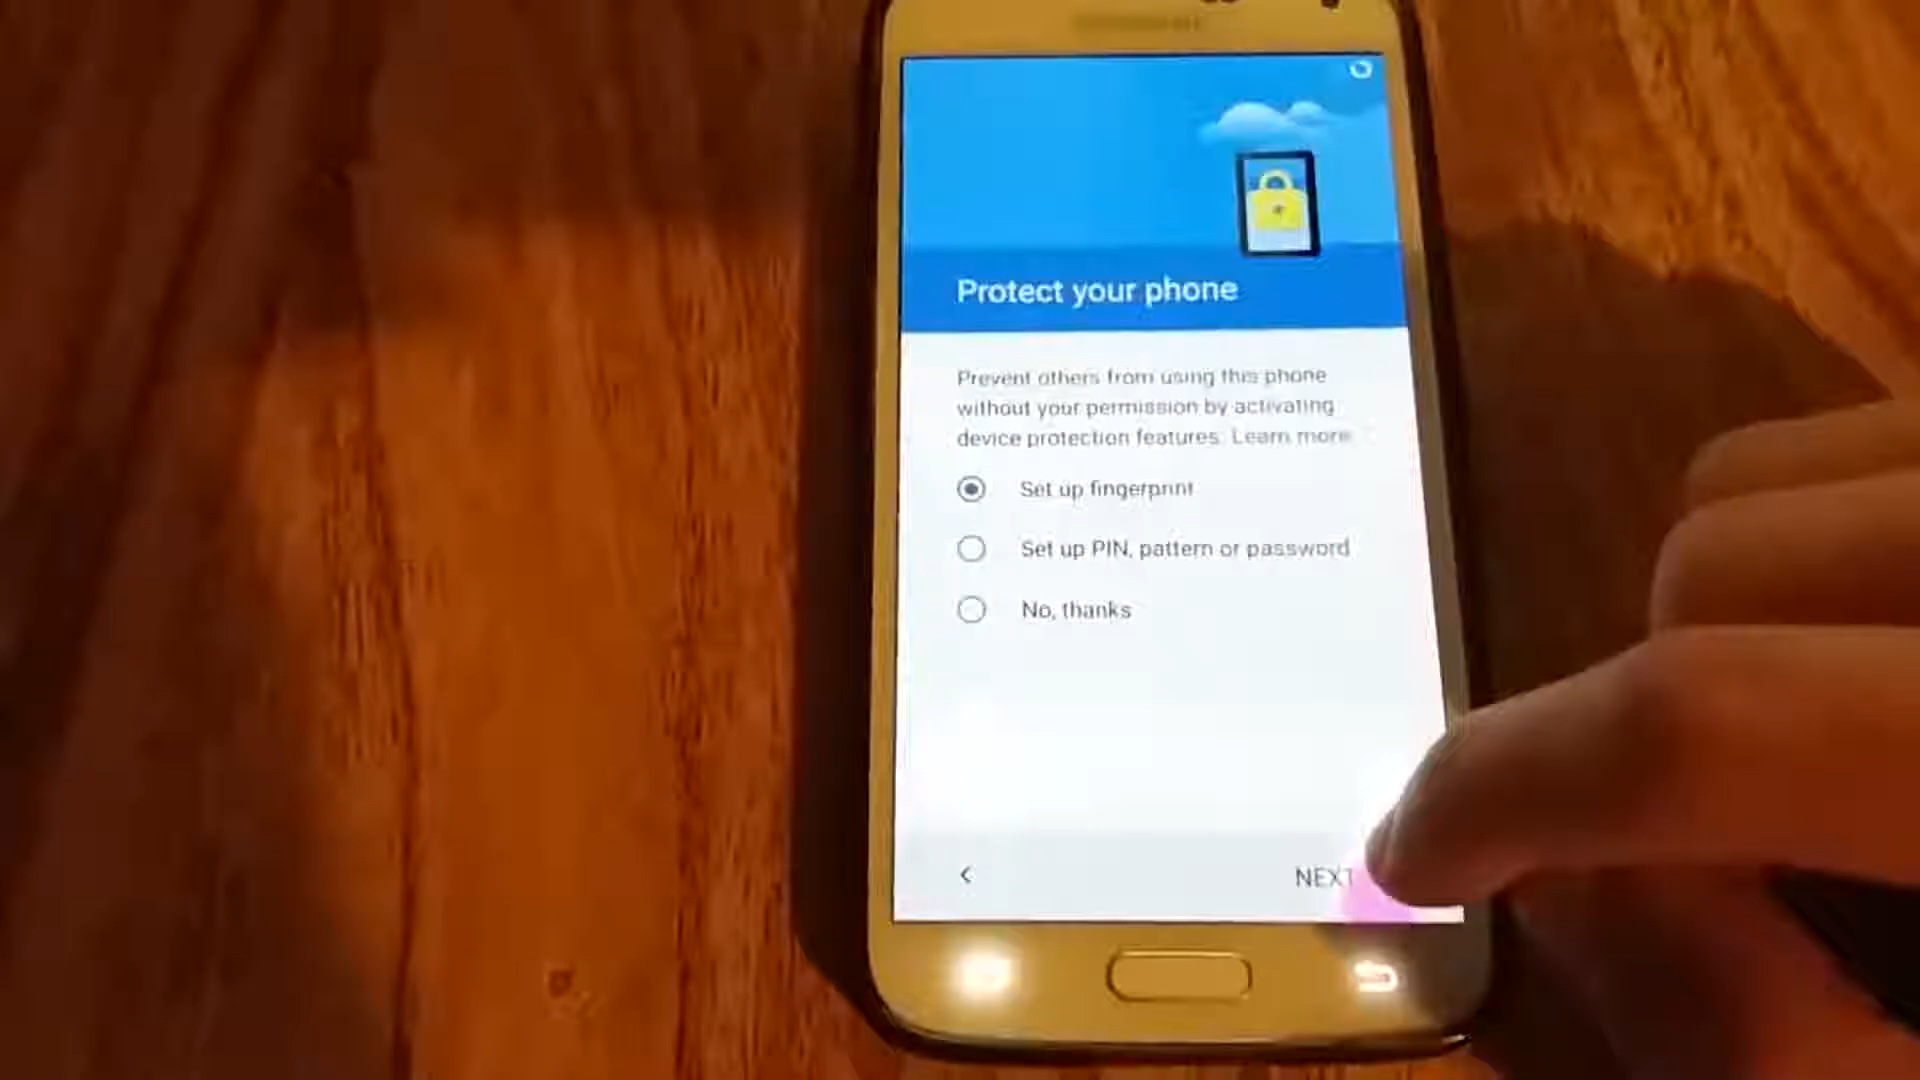 Protect your phone
Prevent others from using this phone
without your permission by activating
device protection features. Learn more
Set up fingerprint
Set up PIN, pattern or password
No, thanks
NEXT